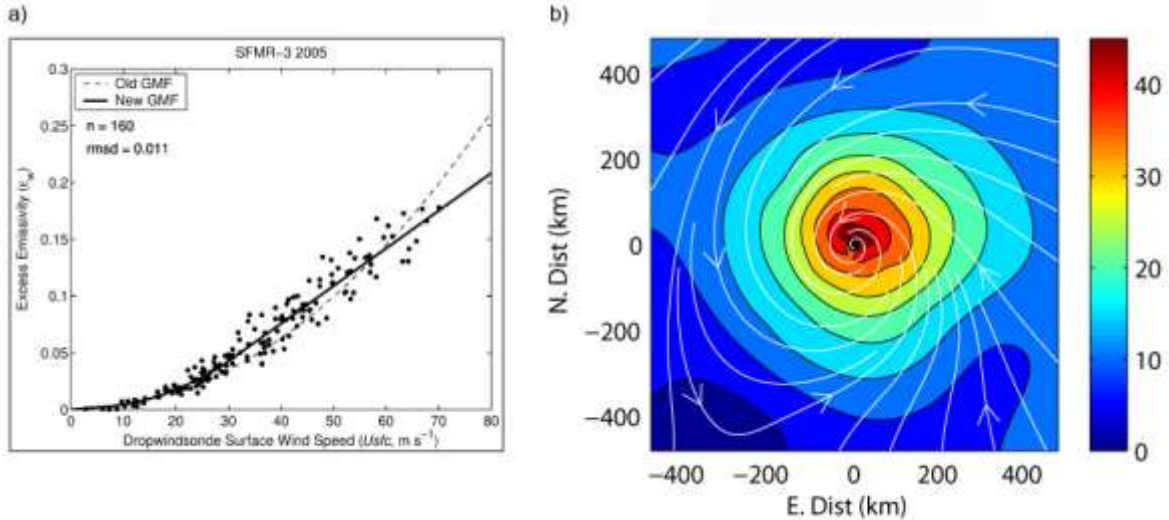 a)
SFMR-3 2005
Old GMF
New GMF
n = 160
rmsd = 0.011
0.3
0.25
0.2
0.15
0.1
0.05
0
Excess Emissivity (εw)
0 10 20 30 40 50 60 70 80
Dropwindsonde Surface Wind Speed (Usfc, m s⁻¹)
b)
400
200
0
−200
−400
N. Dist (km)
−400 −200 0 200 400
E. Dist (km)
40
30
20
10
0